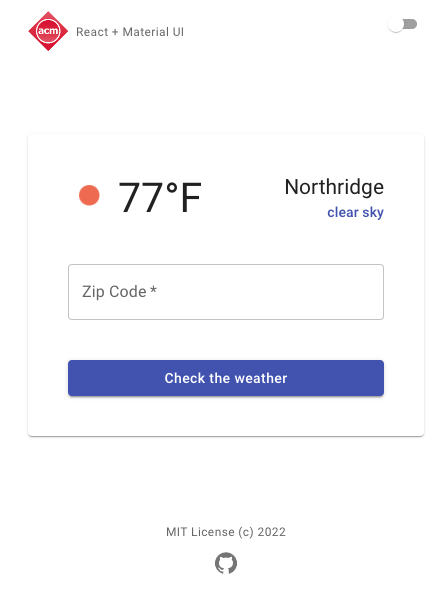 acm
React + Material UI
77°F
Northridge
clear sky
Zip Code *
Check the weather
MIT License (c) 2022